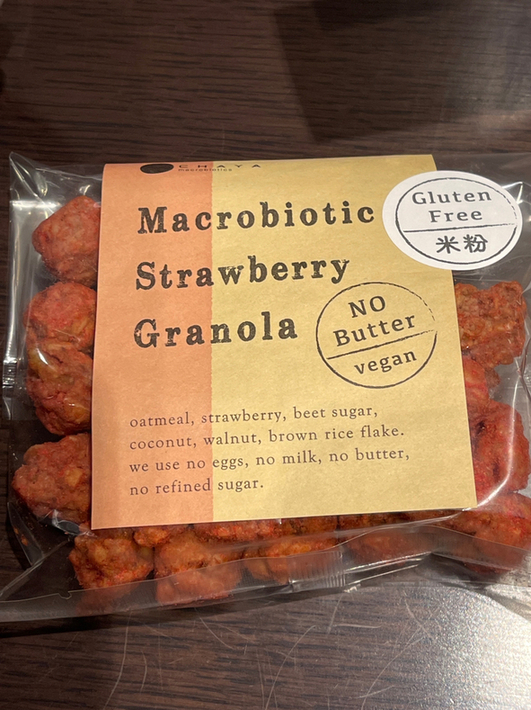 CHAYA
macrobiotics
Macrobiotic
Strawberry
Granola
Gluten
Free
米粉
NO
Butter
vegan
oatmeal, strawberry, beet sugar,
coconut, walnut, brown rice flake.
we use no eggs, no milk, no butter,
no refined sugar.